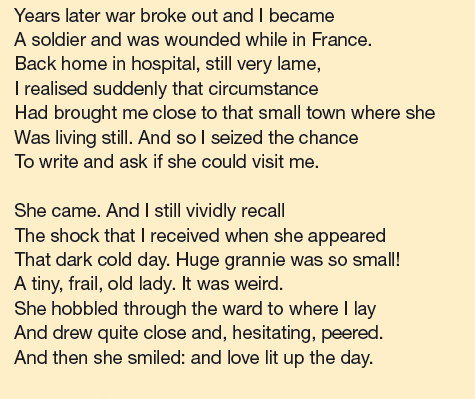 Years later war broke out and I became
A soldier and was wounded while in France.
Back home in hospital, still very lame,
I realised suddenly that circumstance
Had brought me close to that small town where she
Was living still. And so I seized the chance
To write and ask if she could visit me.

She came. And I still vividly recall
The shock that I received when she appeared
That dark cold day. Huge grannie was so small!
A tiny, frail, old lady. It was weird.
She hobbled through the ward to where I lay
And drew quite close and, hesitating, peered.
And then she smiled: and love lit up the day.